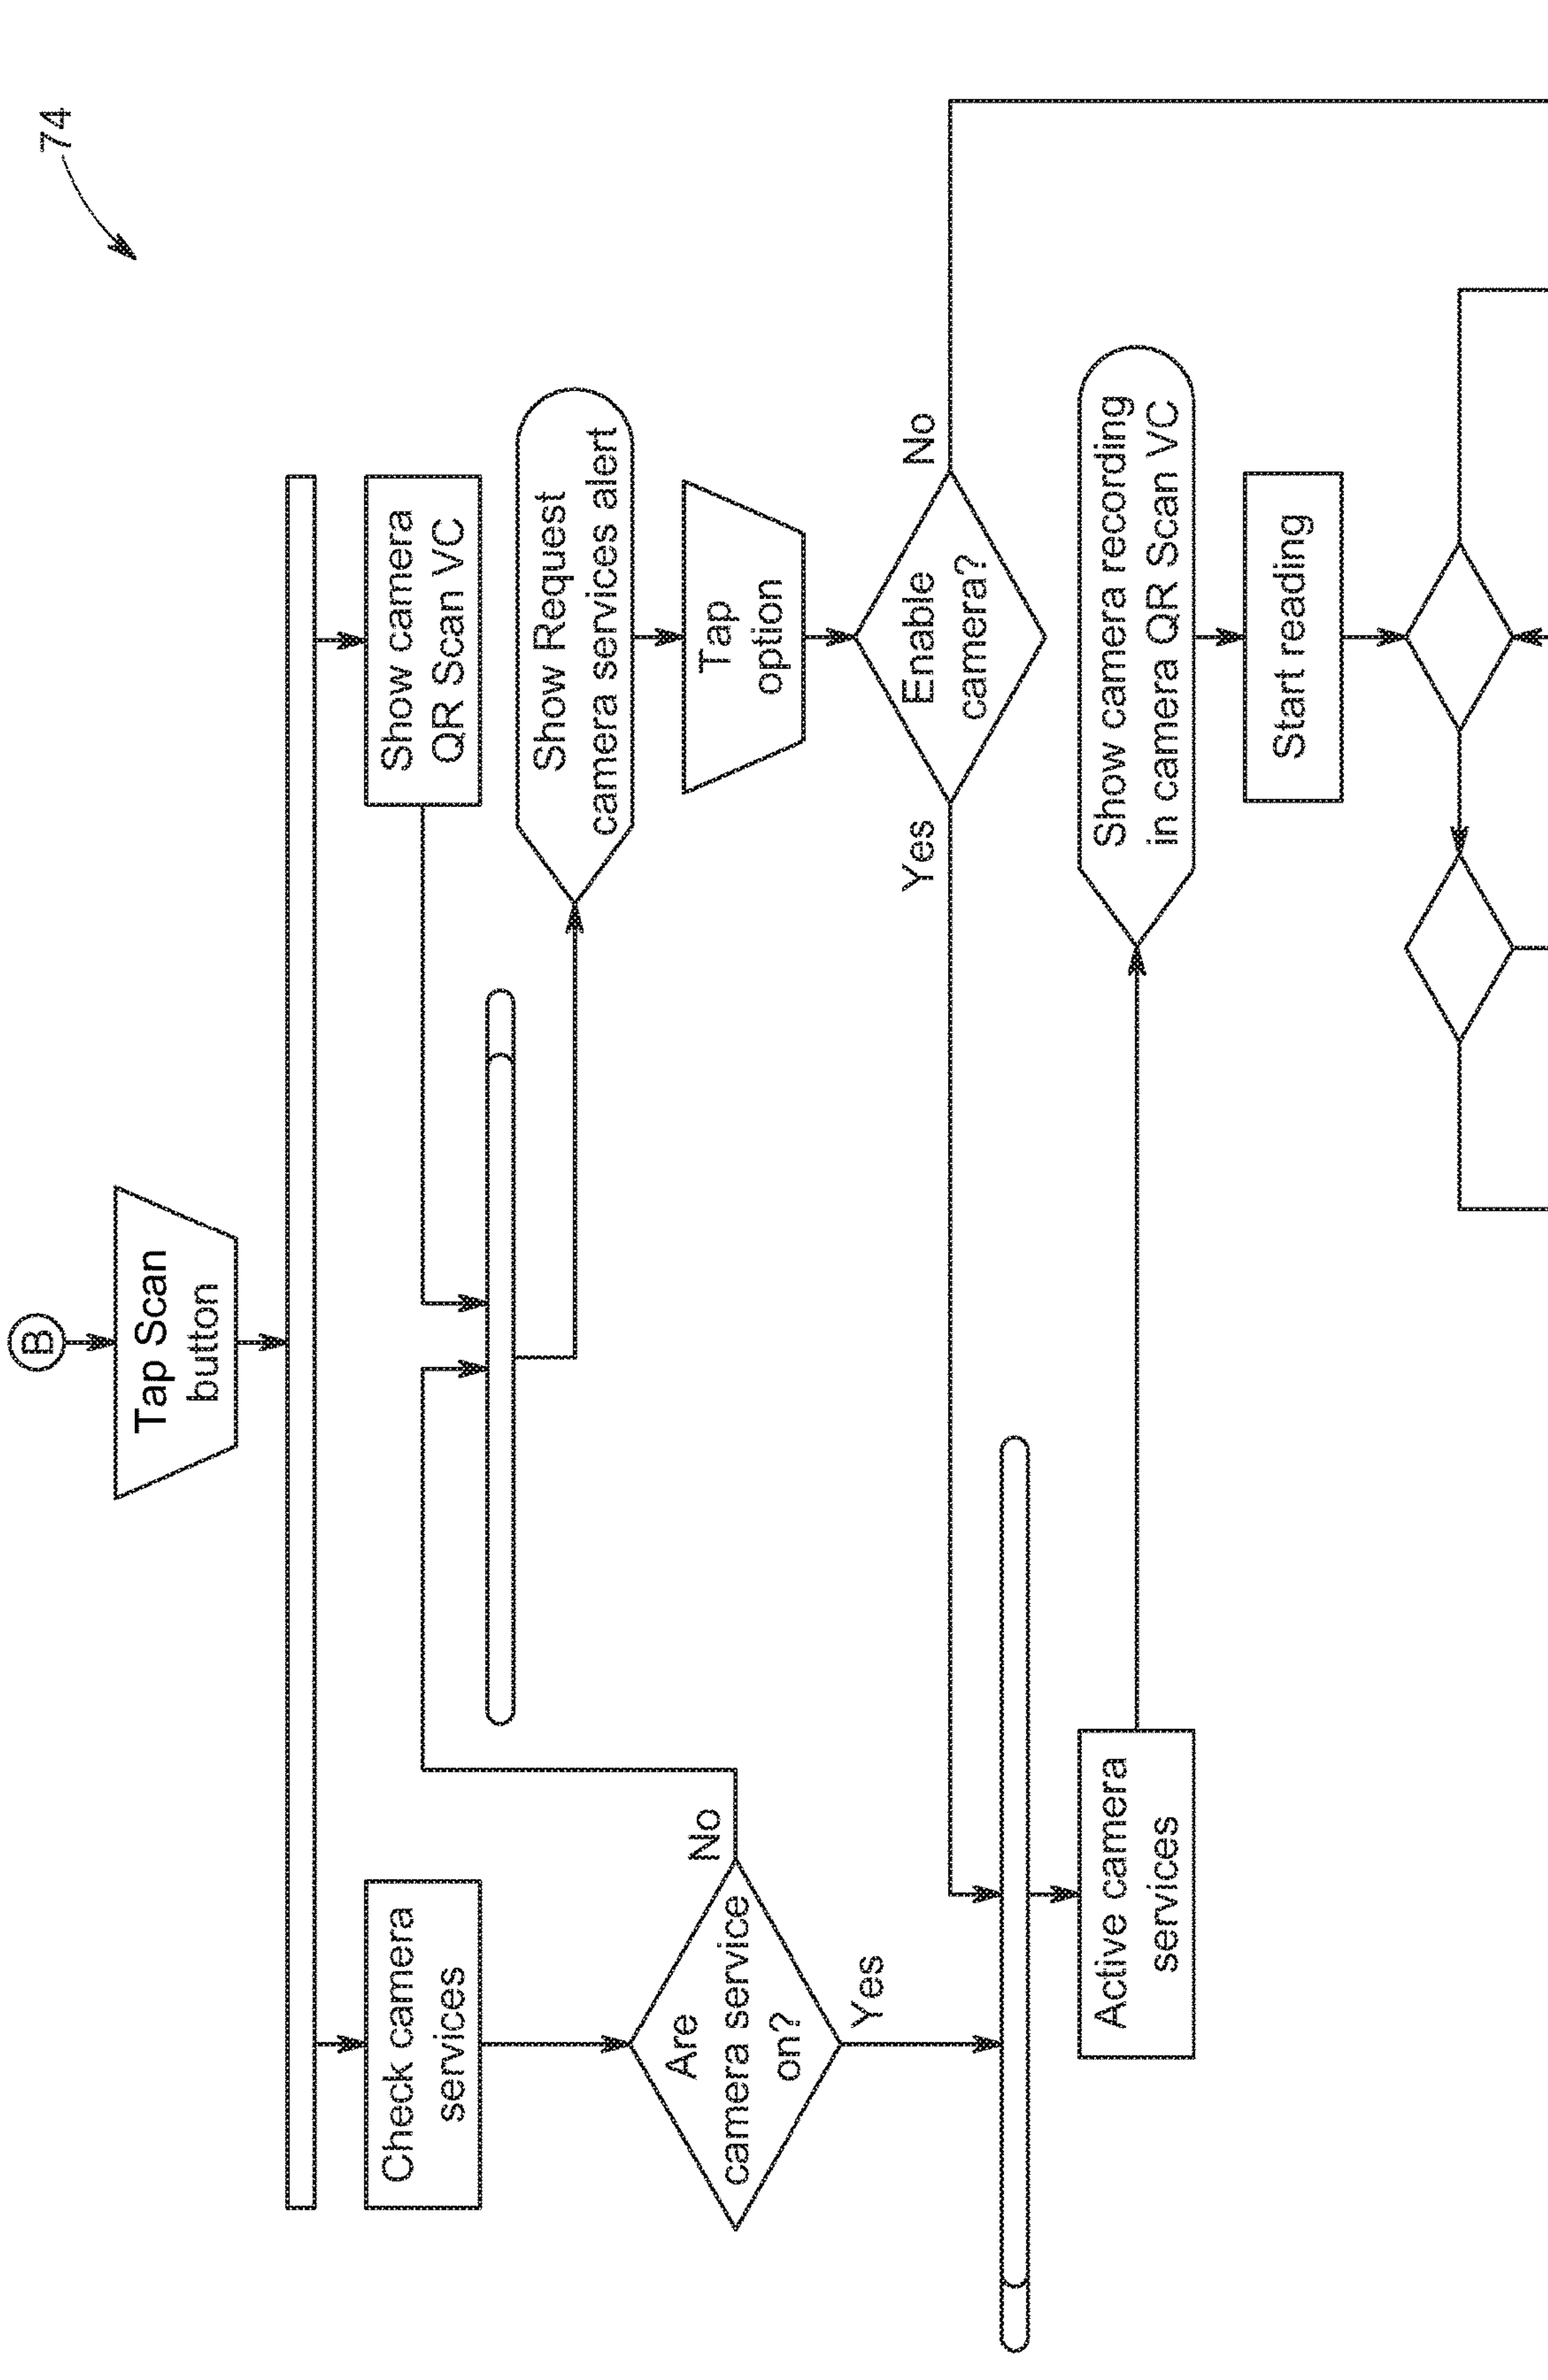 74
B
Tap Scan
button
Check camera
services
Show camera
QR Scan VC
Show Request
camera services alert
Tap
option
Are
camera service
on?
No
Yes
Enable
camera?
Yes
No
Active camera
services
Show camera recording
in camera QR Scan VC
Start reading